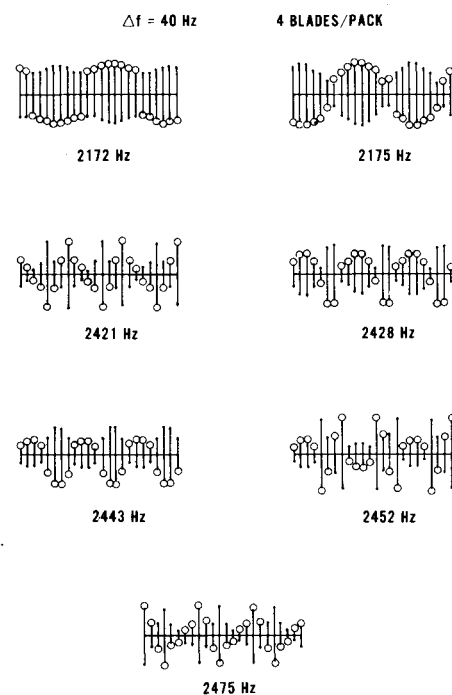 Δf = 40 Hz 4 BLADES/PACK
2172 Hz 2175 Hz
2421 Hz 2428 Hz
2443 Hz 2452 Hz
2475 Hz